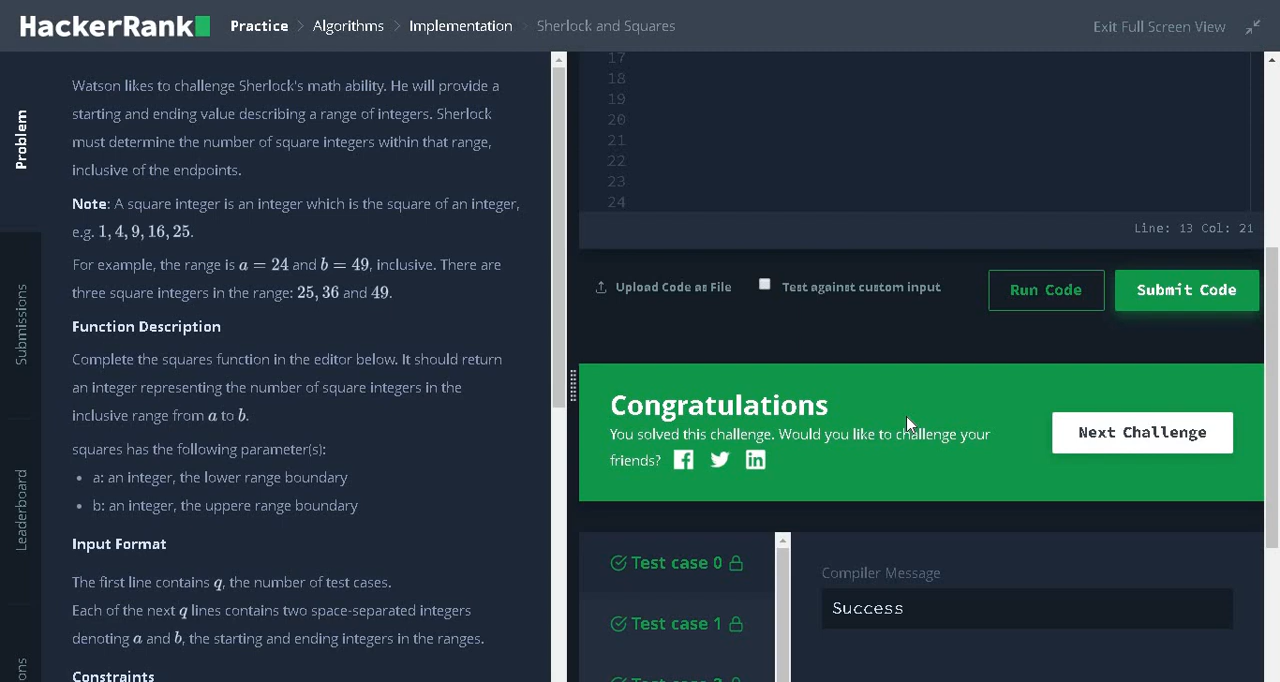 HackerRank Practice > Algorithms > Implementation > Sherlock and Squares Exit Full Screen View
Problem
Submissions
Leaderboard
Watson likes to challenge Sherlock's math ability. He will provide a
starting and ending value describing a range of integers. Sherlock
must determine the number of square integers within that range,
inclusive of the endpoints.
Note: A square integer is an integer which is the square of an integer,
e.g. 1, 4, 9, 16, 25.
For example, the range is a = 24 and b = 49, inclusive. There are
three square integers in the range: 25, 36 and 49.
Function Description
Complete the squares function in the editor below. It should return
an integer representing the number of square integers in the
inclusive range from a to b.
squares has the following parameter(s):
• a: an integer, the lower range boundary
• b: an integer, the uppere range boundary
Input Format
The first line contains q, the number of test cases.
Each of the next q lines contains two space-separated integers
denoting a and b, the starting and ending integers in the ranges.
Constraints
17
18
19
20
21
22
23
24
Line: 13 Col: 21
Upload Code as File Test against custom input Run Code Submit Code
Congratulations
You solved this challenge. Would you like to challenge your
friends?
Next Challenge
Test case 0
Test case 1
Compiler Message
Success